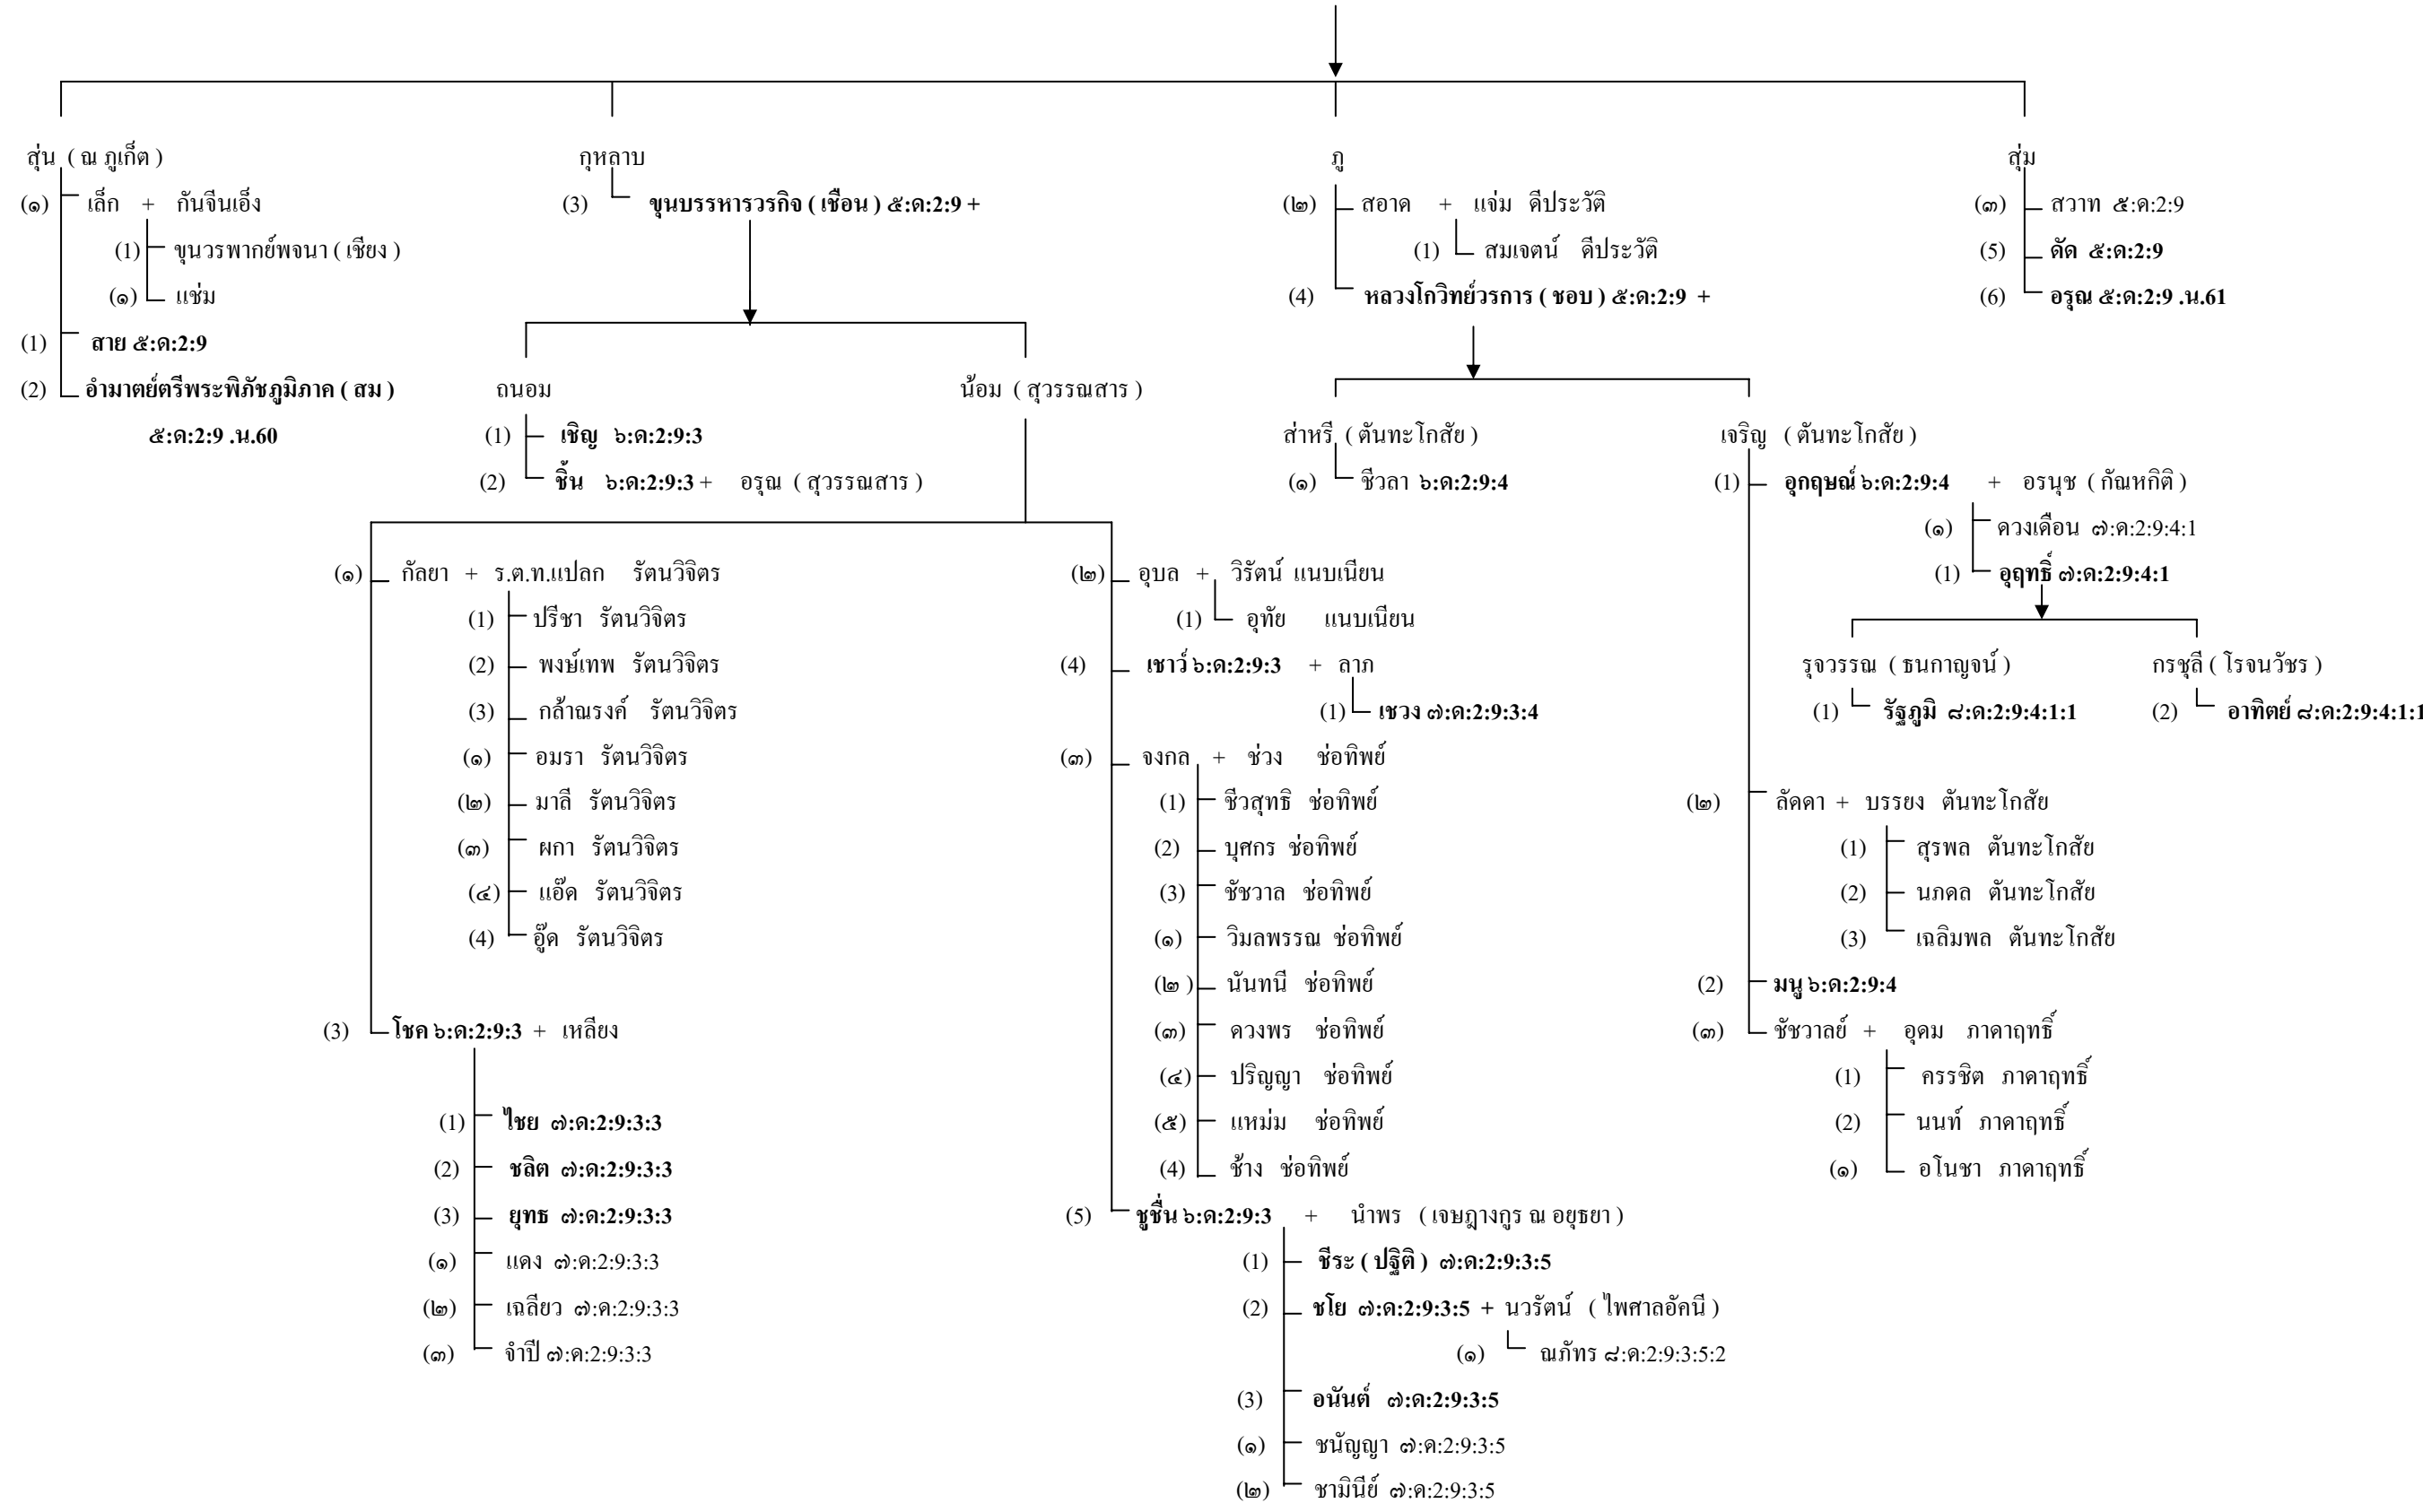 สุ่น ( ณ ภูเก็ต ) กุหลาบ ภู สุ่ม
(๑) เล็ก + กันจีนเอ็ง (3) ขุนบรรหารวรกิจ ( เชือน ) ๕:ด:2:9 + (๒) สอาด + แจ่ม ดีประวัติ (๓) สวาท ๕:ด:2:9
(1) ขุนวรพากย์พจนา ( เชียง ) (1) สมเจตน์ ดีประวัติ (5) ดัด ๕:ด:2:9
(๑) แช่ม (4) หลวงโกวิทย์วรการ ( ชอบ ) ๕:ด:2:9 + (6) อรุณ ๕:ด:2:9 .น.61
(1) สาย ๕:ด:2:9
(2) อำมาตย์ตรีพระพิภัชภูมิภาค ( สม ) ถนอม น้อม ( สุวรรณสาร )
๕:ด:2:9 .น.60 (1) เชิญ ๖:ด:2:9:3 ส่าหรี ( ตันทะโกสัย ) เจริญ ( ตันทะโกสัย )
(2) ชิ้น ๖:ด:2:9:3 + อรุณ ( สุวรรณสาร ) (๑) ชีวลา ๖:ด:2:9:4 (1) อุกฤษณ์ ๖:ด:2:9:4 + อรนุช ( กัณหกิติ )
(๑) ดวงเดือน ๗:ด:2:9:4:1
(๑) กัลยา + ร.ต.ท.แปลก รัตนวิจิตร (๒) อุบล + วิรัตน์ แนบเนียน (1) อุฤทธิ์ ๗:ด:2:9:4:1
(1) ปรีชา รัตนวิจิตร (1) อุทัย แนบเนียน
(2) พงษ์เทพ รัตนวิจิตร (4) เชาว์ ๖:ด:2:9:3 + ลาภ รุจวรรณ ( ธนกาญจน์ ) กรชุลี ( โรจนวัชร )
(3) กล้าณรงค์ รัตนวิจิตร (1) เชวง ๗:ด:2:9:3:4 (1) รัฐภูมิ ๘:ด:2:9:4:1:1 (2) อาทิตย์ ๘:ด:2:9:4:1:1
(๑) อมรา รัตนวิจิตร (๓) จงกล + ช่วง ช่อทิพย์
(๒) มาลี รัตนวิจิตร (1) ชีวสุทธิ ช่อทิพย์ (๒) ลัดดา + บรรยง ตันทะโกสัย
(๓) ผกา รัตนวิจิตร (2) บุศกร ช่อทิพย์ (1) สุรพล ตันทะโกสัย
(๔) แอ๊ด รัตนวิจิตร (3) ชัชวาล ช่อทิพย์ (2) นภดล ตันทะโกสัย
(4) อู๊ด รัตนวิจิตร (๑) วิมลพรรณ ช่อทิพย์ (3) เฉลิมพล ตันทะโกสัย
(๒ ) นันทนี ช่อทิพย์ (2) มนู ๖:ด:2:9:4
(3) โชค ๖:ด:2:9:3 + เหลียง (๓) ดวงพร ช่อทิพย์ (๓) ชัชวาลย์ + อุดม ภาดาฤทธิ์
(๔) ปริญญา ช่อทิพย์ (1) ครรชิต ภาดาฤทธิ์
(1) ไชย ๗:ด:2:9:3:3 (๕) แหม่ม ช่อทิพย์ (2) นนท์ ภาดาฤทธิ์
(2) ชลิต ๗:ด:2:9:3:3 (4) ช้าง ช่อทิพย์ (๑) อโนชา ภาดาฤทธิ์
(3) ยุทธ ๗:ด:2:9:3:3 (5) ชูชื่น ๖:ด:2:9:3 + นำพร ( เจษฎางกูร ณ อยุธยา )
(๑) แดง ๗:ด:2:9:3:3 (1) ชีระ ( ปฐิติ ) ๗:ด:2:9:3:5
(๒) เฉลียว ๗:ด:2:9:3:3 (2) ชโย ๗:ด:2:9:3:5 + นวรัตน์ ( ไพศาลอัคนี )
(๓) จำปี ๗:ด:2:9:3:3 (๑) ณภัทร ๘:ด:2:9:3:5:2
(3) อนันต์ ๗:ด:2:9:3:5
(๑) ชนัญญา ๗:ด:2:9:3:5
(๒) ชามินีย์ ๗:ด:2:9:3:5